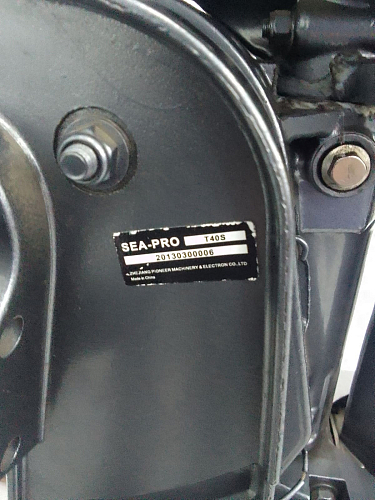 SEA-PRO T40S
20130300006
ZHEJIANG PIONEER MACHINERY & ELECTRON CO.,LTD
Made in China